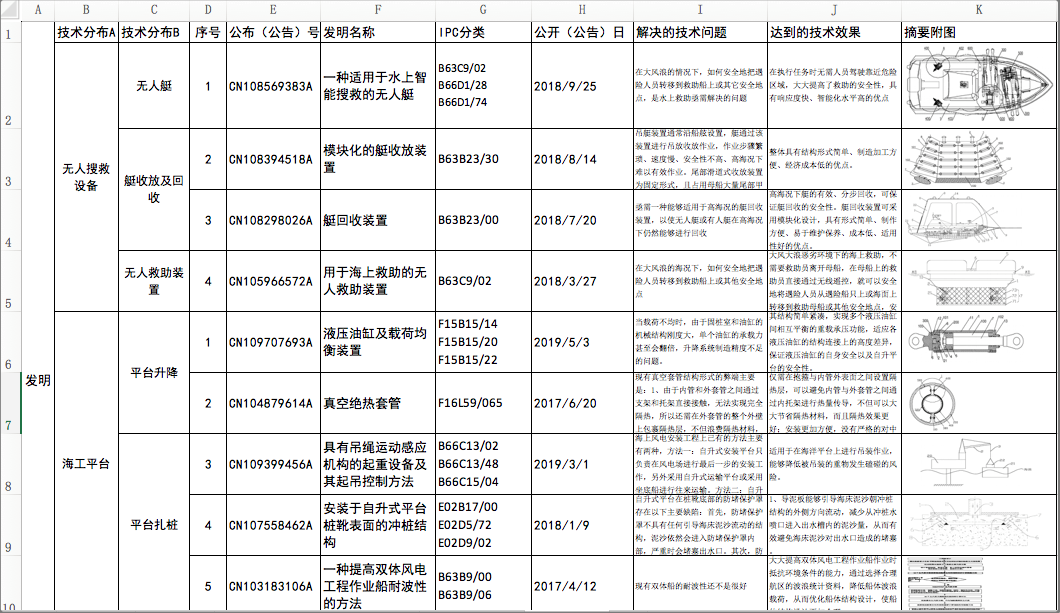 A B C D E F G H I J K
1 技术分布A 技术分布B 序号 公布（公告）号 发明名称 IPC分类 公开（公告）日 解决的技术问题 达到的技术效果 摘要附图
发明
无人搜救
设备
2
无人艇
1
CN108569383A
一种适用于水上智
能搜救的无人艇
B63C9/02
B66D1/28
B66D1/74
2018/9/25
在大风浪的情况下，如何安全地把遇
险人员转移到救助船上或其它安全地
点，是水上救助亟需解决的问题
在执行任务时无需人员驾驶靠近危险
区域，大大提高了救助的安全性，具
有响应度快、智能化水平高的优点
3
艇收放及回
收
2
CN108394518A
模块化的艇收放装
置
B63B23/30
2018/8/14
吊艇装置通常沿船舷设置，艇通过该
装置进行吊放收放作业，作业步骤繁
琐、速度慢、安全性不高、高海况下
难以有效作业。尾部滑道式收放装置
为固定形式，且占用母船大量尾部甲
整体具有结构形式简单、制造加工方
便、经济成本低的优点。
4
3
CN108298026A
艇回收装置
B63B23/00
2018/7/20
亟需一种能够适用于高海况的艇回收
装置，以使无人艇或有人艇在高海况
下仍然能够进行回收
高海况下艇的有效、分步回收，可保
证艇回收的安全性。艇回收装置可采
用模块化设计，具有形式简单、制作
方便、易于维护保养、成本低、适用
性好的优点。
5
无人救助装
置
4
CN105966572A
用于海上救助的无
人救助装置
B63C9/02
2018/3/27
在大风浪的海况下，如何安全地把遇
险人员转移到救助船上或其他安全地
点
大风大浪恶劣环境下的海上救助，不
需要救助员离开母船，在母船上的救
助员直接通过无线遥控，就可以安全
地将遇险人员从遇险船只上或海面上
转移到救助母船或其他安全地点，安
海工平台
6
平台升降
1
CN109707693A
液压油缸及载荷均
衡装置
F15B15/14
F15B15/20
F15B15/22
2019/5/3
当载荷不均时，由于固桩室和油缸的
机械结构刚度大，单个油缸的承载力
甚至会翻倍，升降系统制造精度不足
的问题。
其结构简单紧凑，实现多个液压油缸
间相互平衡的重载承压功能，适应各
液压油缸的结构连接上的高度差异，
保证液压油缸的自身安全以及自升平
台的安全性。
7
2
CN104879614A
真空绝热套管
F16L59/065
2017/6/20
现有真空套管结构形式的弊端主要
是：1、由于内管和外套管之间通过
支架和托架直接接触，无法实现完全
隔热，所以还需在外套管的整个外壁
上包裹隔热层，不但浪费隔热材料，
仅需在抱箍与内管外表面之间设置隔
热层，可以避免内管与外套管之间通
过内托架进行热量传导，不但可以大
大节省隔热材料，而且隔热效果更
好；安装更加方便，没有严格的对中
8
平台扎桩
3
CN109399456A
具有吊绳运动感应
机构的起重设备及
其起吊控制方法
B66C13/02
B66C13/48
B66C15/04
2019/3/1
海上风电安装工程上已有的方法主要
有两种，方法一：自升式安装平台只
负责在风电场进行最后一步的安装工
作，另外采用自升式运输平台或采用
坐底船进行往来运输。方法二：自升
适用于在海洋平台上进行吊装作业，
能够降低被吊装的重物发生碰碰的风
险。
9
4
CN107558462A
安装于自升式平台
桩靴表面的冲桩结
构
E02B17/00
E02D5/72
E02D9/02
2018/1/9
自升式平台在桩靴底部的防堵保护罩
存在以下主要缺陷：首先，防堵保护
罩不具有任何引导海床泥沙流动的结
构，泥沙依然会进入防堵保护罩内
部，严重时会堵塞出水口。其次，防
1、导泥板能够引导海床泥沙朝冲桩
结构的外侧方向流动，减少从冲桩水
喷口进入出水槽内的泥沙量，从而有
效避免海床泥沙对出水口造成的堵塞
。
10
5
CN103183106A
一种提高双体风电
工程作业船耐波性
的方法
B63B9/00
B63B9/06
2017/4/12
现有双体船的耐波性还不是很好
大大提高双体风电工程作业船作业时
抵抗环境条件的能力，通过选择合理
航区的波浪统计资料，降低船体波浪
载荷，从而优化船体结构设计，使船